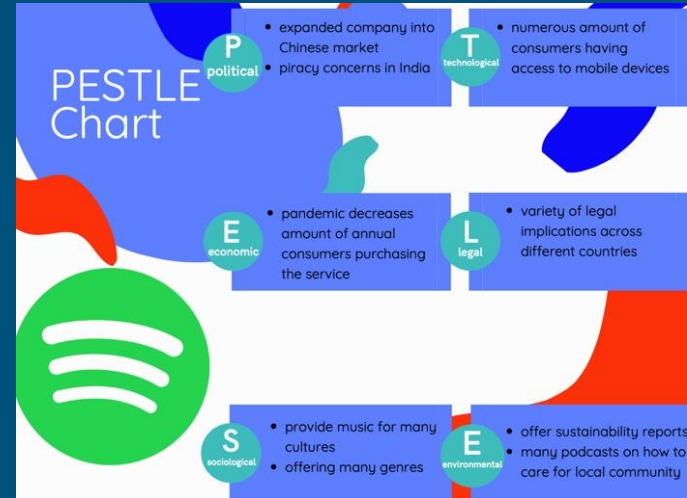 PESTLE
Chart
P
political
• expanded company into
Chinese market
• piracy concerns in India
E
economic
• pandemic decreases
amount of annual
consumers purchasing
the service
S
sociological
• provide music for many
cultures
• offering many genres
T
technological
• numerous amount of
consumers having
access to mobile devices
L
legal
• variety of legal
implications across
different countries
E
environmental
• offer sustainability reports
• many podcasts on how to
care for local community